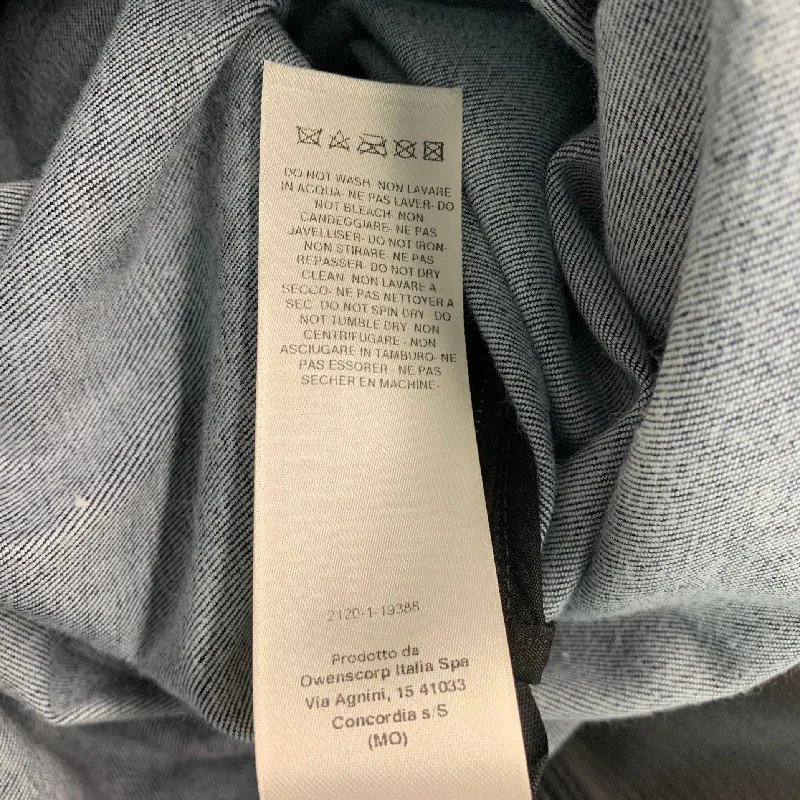 DO NOT WASH- NON LAVARE
IN ACQUA- NE PAS LAVER- DO
NOT BLEACH- NON
CANDEGGIARE- NE PAS
JAVELLISER- DO NOT IRON-
NON STIRARE- NE PAS
REPASSER- DO NOT DRY
CLEAN- NON LAVARE A
SECCO- NE PAS NETTOYER A
SEC- DO NOT SPIN DRY - DO
NOT TUMBLE DRY- NON
CENTRIFUGARE - NON
ASCIUGARE IN TAMBURO- NE
PAS ESSORER - NE PAS
SECHER EN MACHINE-
2120-1-19388
Prodotto da
Owenscorp Italia Spa
Via Agnini, 15 41033
Concordia s/S
(MO)